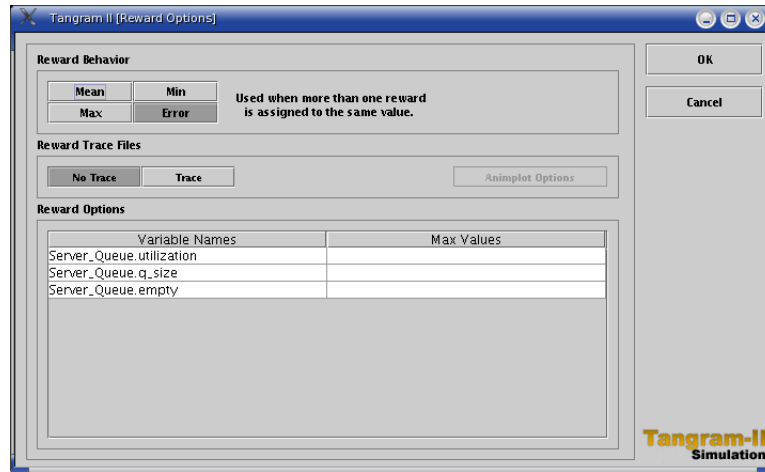 Tangram II [Reward Options]
Reward Behavior
OK
Mean Min
Used when more than one reward
Max Error
is assigned to the same value.
Cancel
Reward Trace Files
No Trace Trace Animplot Options
Reward Options
Variable Names Max Values
Server_Queue.utilization
Server_Queue.q_size
Server_Queue.empty
Tangram-II
Simulation